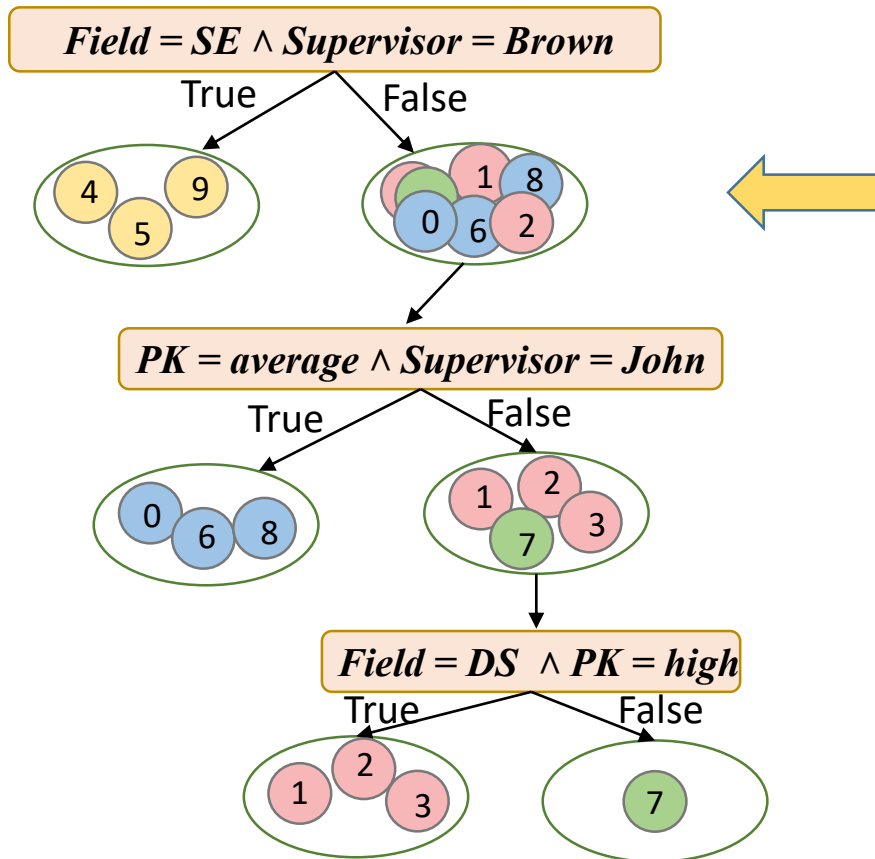 Field = SE ∧ Supervisor = Brown
True False
4 9 5
1 8 0 6 2
PK = average ∧ Supervisor = John
True False
0 6 8
1 2 3 7
Field = DS ∧ PK = high
True False
1 2 3
7